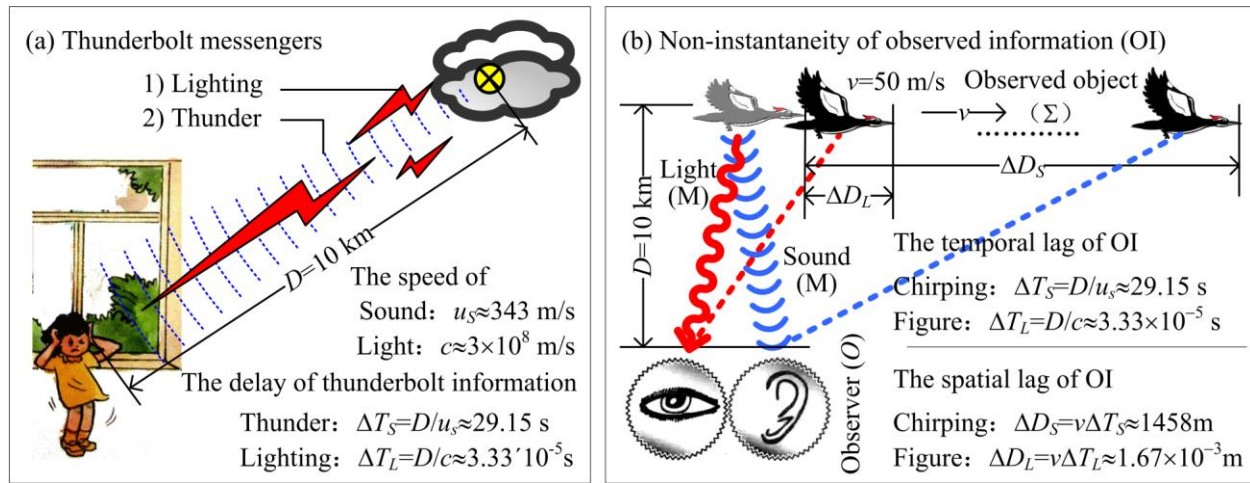 (a) Thunderbolt messengers
1) Lighting
2) Thunder
D=10 km
The speed of
Sound: uS≈343 m/s
Light: c≈3×10⁸ m/s
The delay of thunderbolt information
Thunder: ΔTS=D/us≈29.15 s
Lighting: ΔTL=D/c≈3.33´10⁻⁵s
(b) Non-instantaneity of observed information (OI)
v=50 m/s
Observed object
v
(Σ)
ΔDS
ΔDL
D=10 km
Light
(M)
Sound
(M)
The temporal lag of OI
Chirping: ΔTS=D/us≈29.15 s
Figure: ΔTL=D/c≈3.33×10⁻⁵ s
The spatial lag of OI
Chirping: ΔDS=vΔTS≈1458m
Figure: ΔDL=vΔTL≈1.67×10⁻³m
Observer (O)